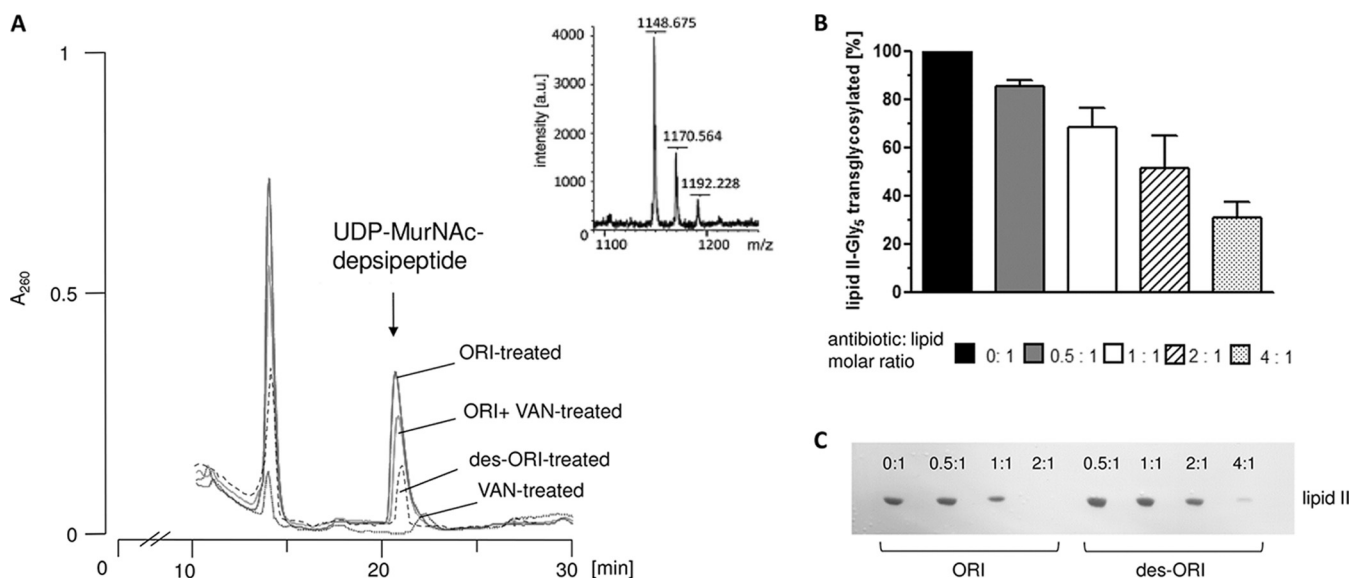 A
1
0.5
0
A260
0
10
20
30
[min]
UDP-MurNAc-
depsipeptide
ORI-treated
ORI+ VAN-treated
des-ORI-treated
VAN-treated
4000
3000
2000
1000
0
intensity [a.u.]
1148.675
1170.564
1192.228
1100
1200
m/z
B
100
80
60
40
20
0
lipid II-Gly5 transglycosylated [%]
antibiotic: lipid
molar ratio
0: 1
0.5 : 1
1 : 1
2 : 1
4 : 1
C
0:1 0.5:1 1:1 2:1 0.5:1 1:1 2:1 4:1
lipid II
ORI
des-ORI